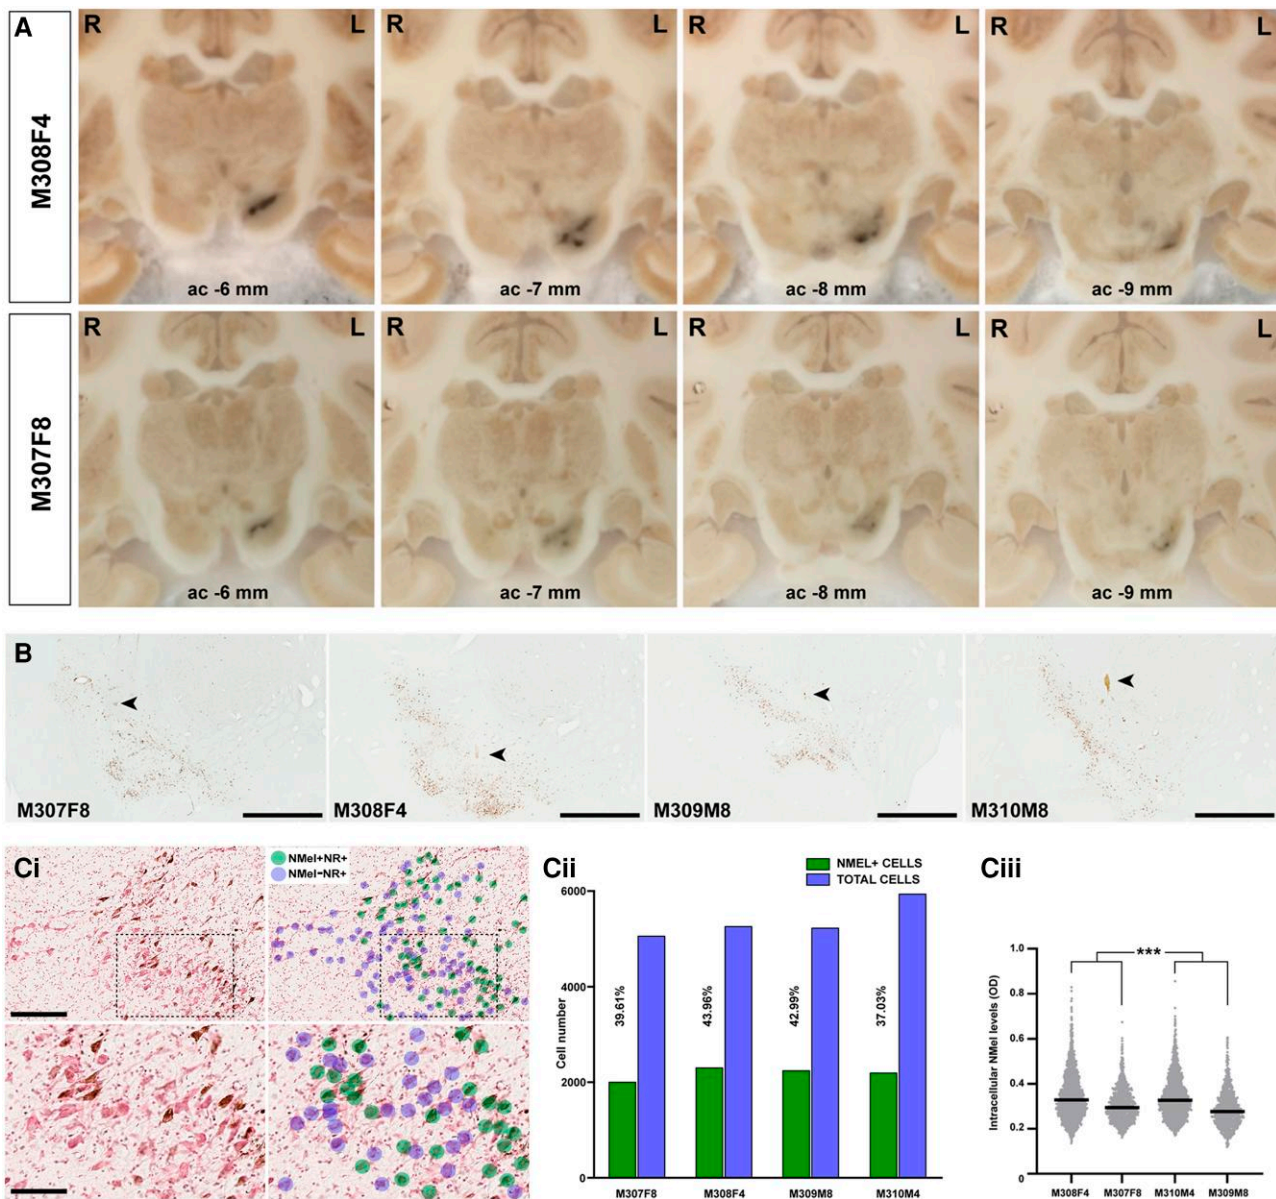 A
R L
R L
R L
R L
M308F4
ac -6 mm
ac -7 mm
ac -8 mm
ac -9 mm
R L
R L
R L
R L
M307F8
ac -6 mm
ac -7 mm
ac -8 mm
ac -9 mm
B
M307F8
M308F4
M309M8
M310M8
Ci
NMel+NR+
NMel-NR+
Cii
NMEL+ CELLS
TOTAL CELLS
Cell number
6000
4000
2000
0
39.61%
43.96%
42.99%
37.03%
M307F8
M308F4
M309M8
M310M4
Ciii
Intracellular NMel levels (OD)
1.0
0.8
0.6
0.4
0.2
0
***
M308F4
M307F8
M310M4
M309M8